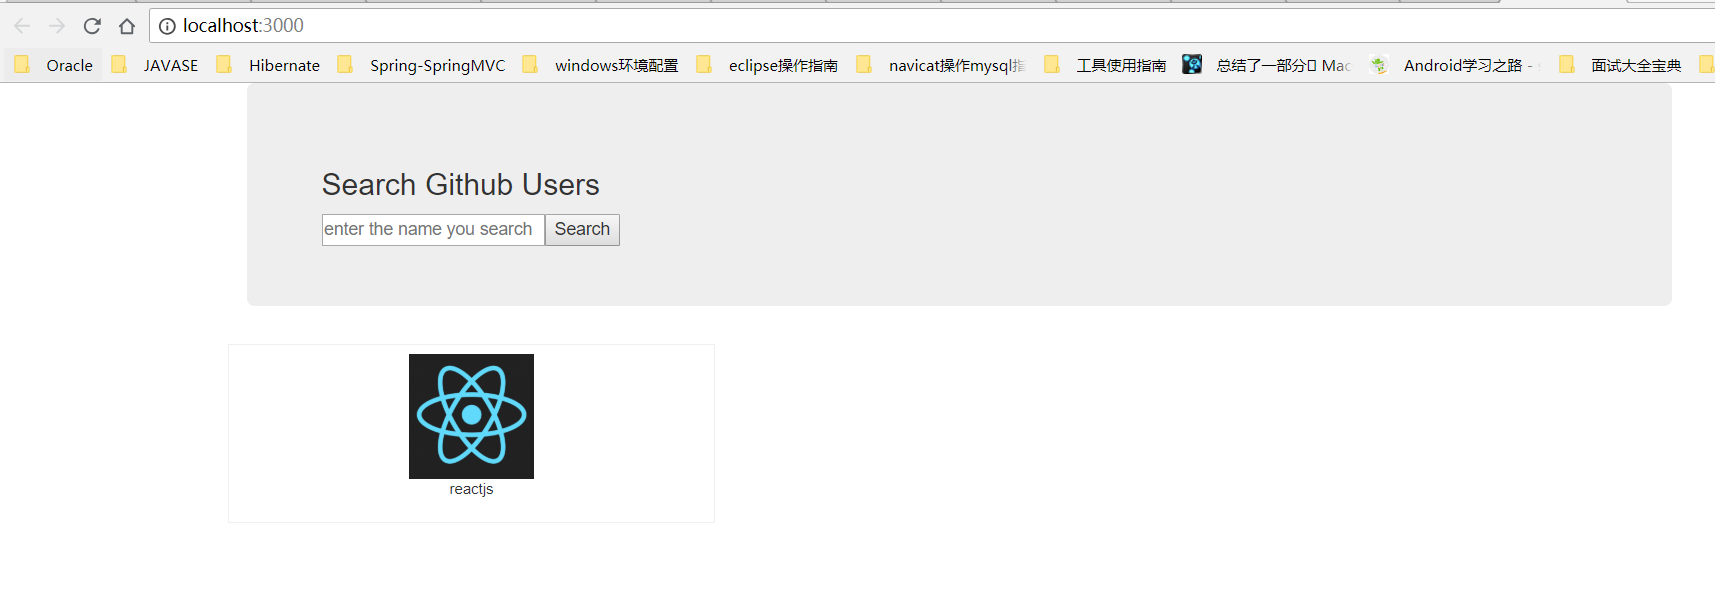 localhost:3000
Oracle JAVASE Hibernate Spring-SpringMVC windows环境配置 eclipse操作指南 navicat操作mysql指 工具使用指南 总结了一部分 Mac Android学习之路 - 面试大全宝典
Search Github Users
enter the name you search Search
reactjs